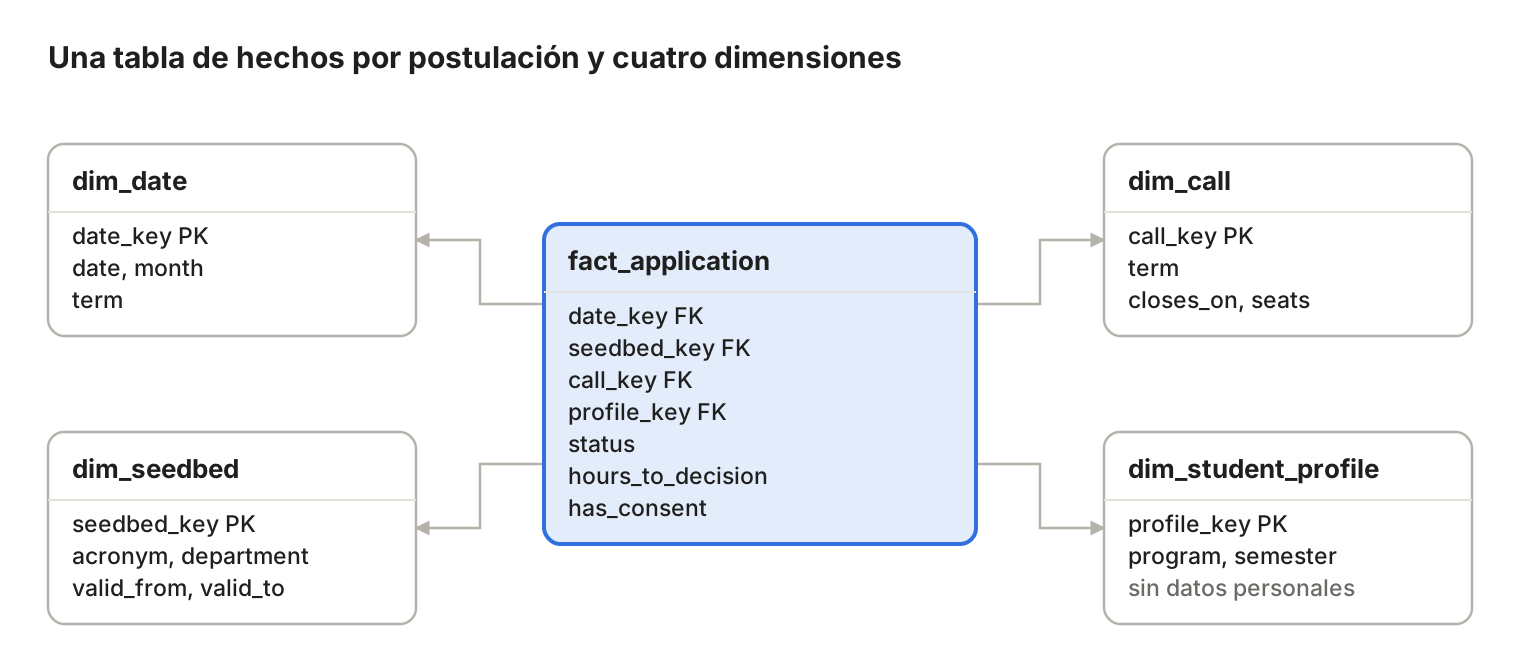 Una tabla de hechos por postulación y cuatro dimensiones
dim_date
date_key PK
date, month
term
fact_application
date_key FK
seedbed_key FK
call_key FK
profile_key FK
status
hours_to_decision
has_consent
dim_call
call_key PK
term
closes_on, seats
dim_seedbed
seedbed_key PK
acronym, department
valid_from, valid_to
dim_student_profile
profile_key PK
program, semester
sin datos personales